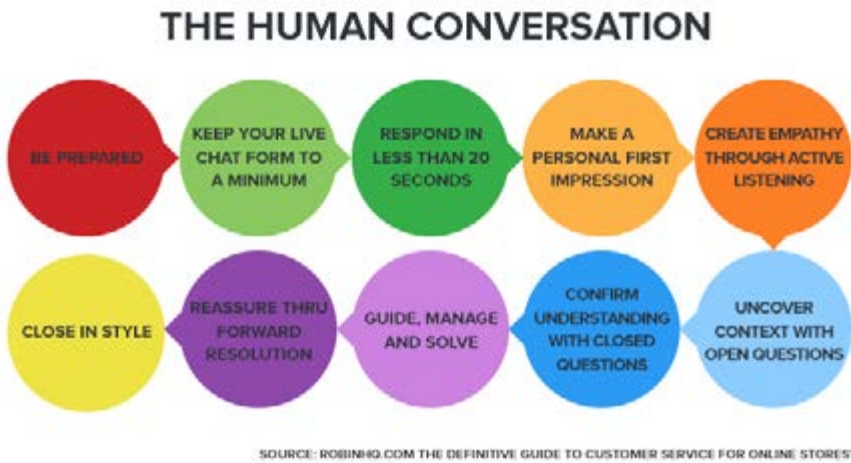 THE HUMAN CONVERSATION
BE PREPARED
KEEP YOUR LIVE
CHAT FORM TO
A MINIMUM
RESPOND IN
LESS THAN 20
SECONDS
MAKE A
PERSONAL FIRST
IMPRESSION
CREATE EMPATHY
THROUGH ACTIVE
LISTENING
UNCOVER
CONTEXT WITH
OPEN QUESTIONS
CONFIRM
UNDERSTANDING
WITH CLOSED
QUESTIONS
GUIDE, MANAGE
AND SOLVE
REASSURE THRU
FORWARD
RESOLUTION
CLOSE IN STYLE
SOURCE: ROBINHQ.COM THE DEFINITIVE GUIDE TO CUSTOMER SERVICE FOR ONLINE STORES'